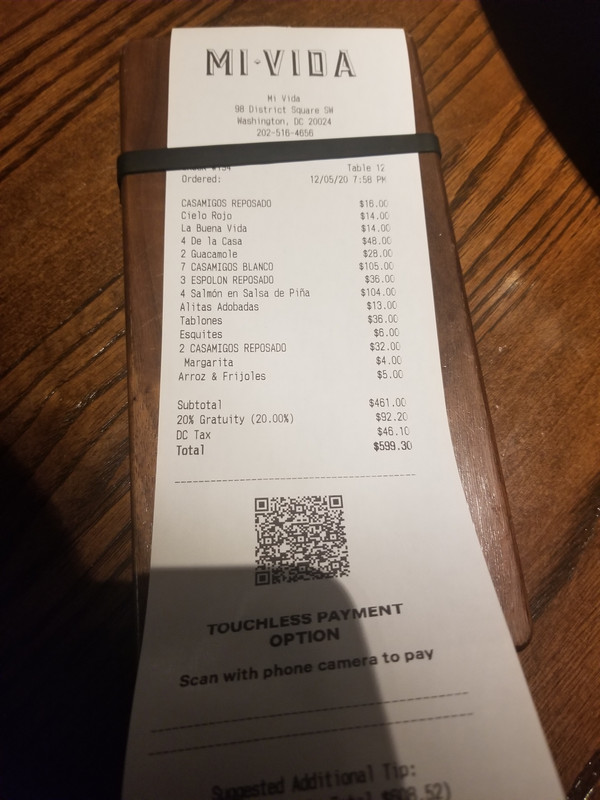 MI·VIDA
Mi Vida
98 District Square SW
Washington, DC 20024
202-516-4656
Table 12
Ordered: 12/05/20 7:58 PM
CASAMIGOS REPOSADO $16.00
Cielo Rojo $14.00
La Buena Vida $14.00
4 De la Casa $48.00
2 Guacamole $28.00
7 CASAMIGOS BLANCO $105.00
3 ESPOLON REPOSADO $36.00
4 Salmón en Salsa de Piña $104.00
Alitas Adobadas $13.00
Tablones $36.00
Esquites $6.00
2 CASAMIGOS REPOSADO $32.00
Margarita $4.00
Arroz & Frijoles $5.00
Subtotal $461.00
20% Gratuity (20.00%) $92.20
DC Tax $46.10
Total $599.30
TOUCHLESS PAYMENT
OPTION
Scan with phone camera to pay
Suggested Additional Tip:
$608.52)